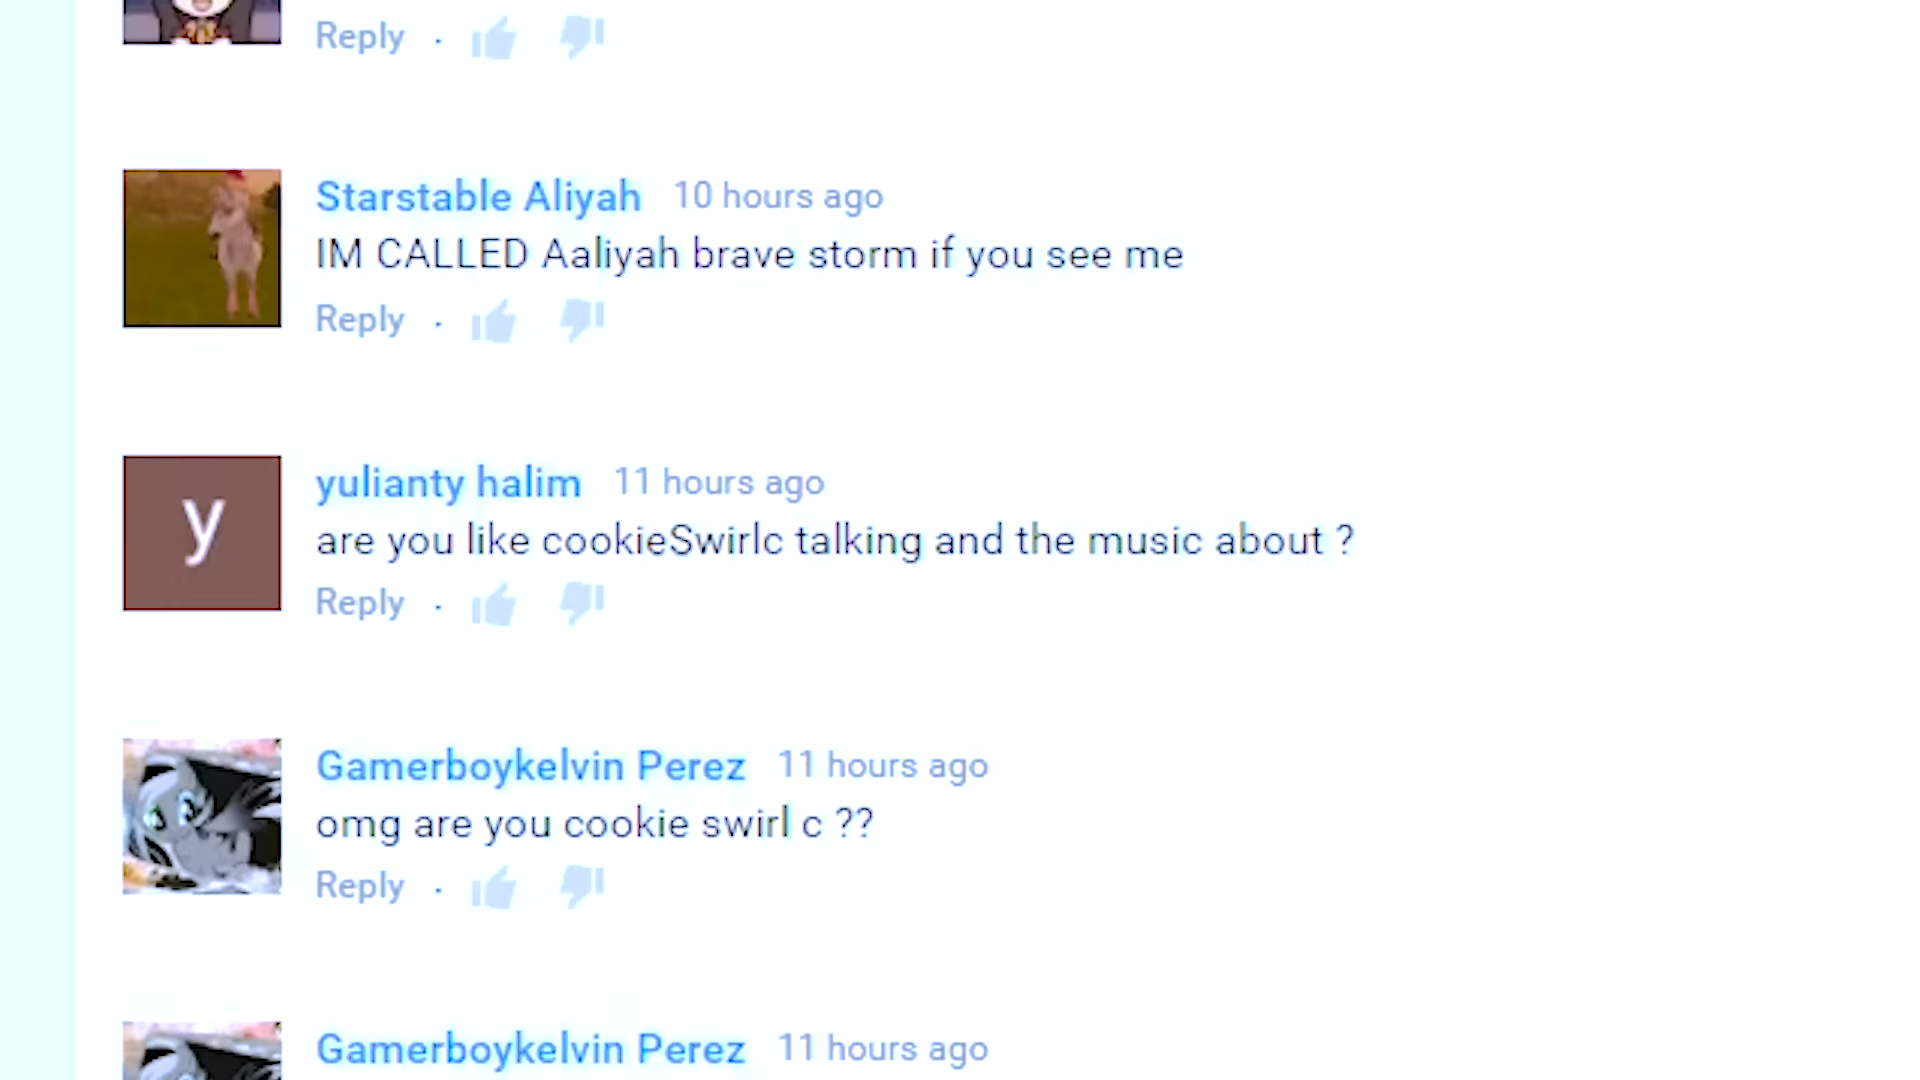 Reply ·
Starstable Aliyah 10 hours ago
IM CALLED Aaliyah brave storm if you see me
Reply ·
y
yulianty halim 11 hours ago
are you like cookieSwirlc talking and the music about ?
Reply ·
Gamerboykelvin Perez 11 hours ago
omg are you cookie swirl c ??
Reply ·
Gamerboykelvin Perez 11 hours ago